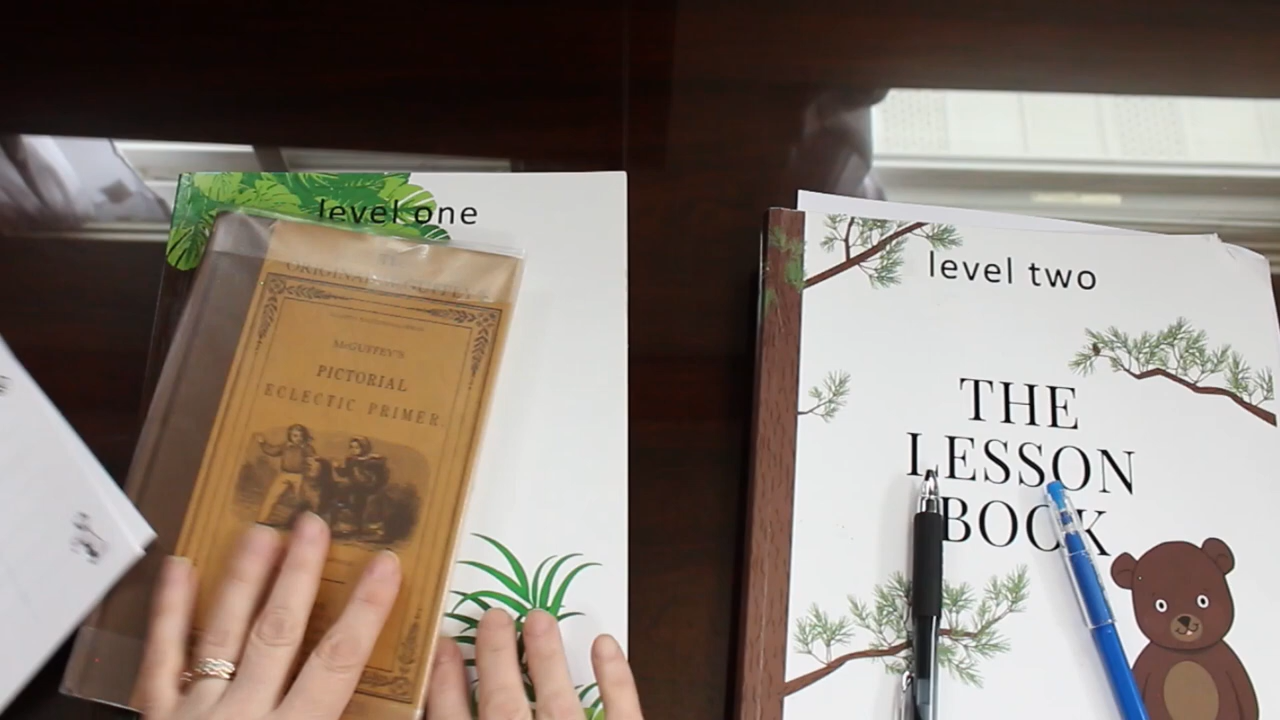 level one
McGUFFEY'S
PICTORIAL
ECLECTIC PRIMER.
level two
THE
LESSON
BOOK